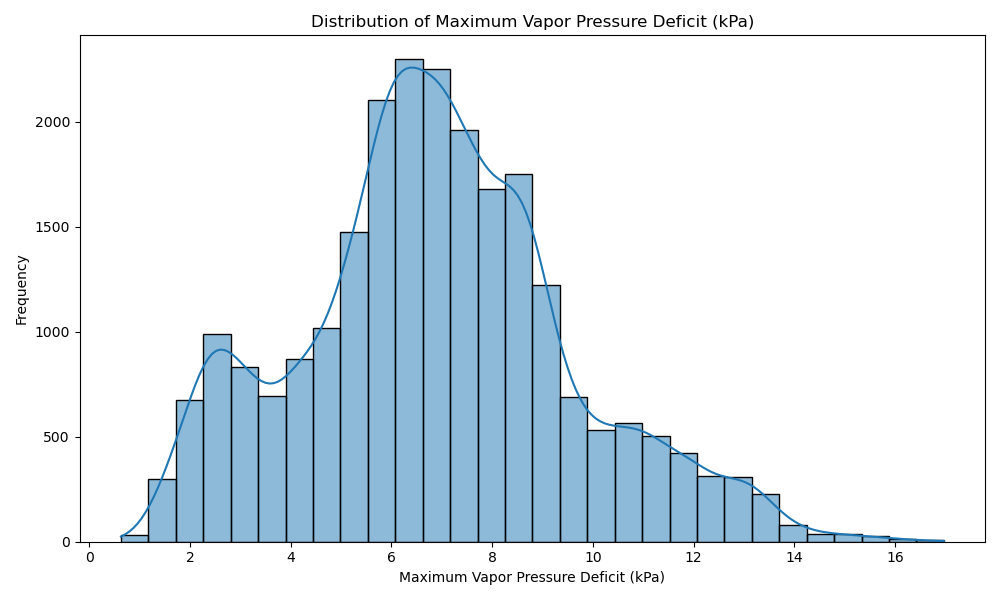 Distribution of Maximum Vapor Pressure Deficit (kPa)
Frequency
2000
1500
1000
500
0
0 2 4 6 8 10 12 14 16
Maximum Vapor Pressure Deficit (kPa)